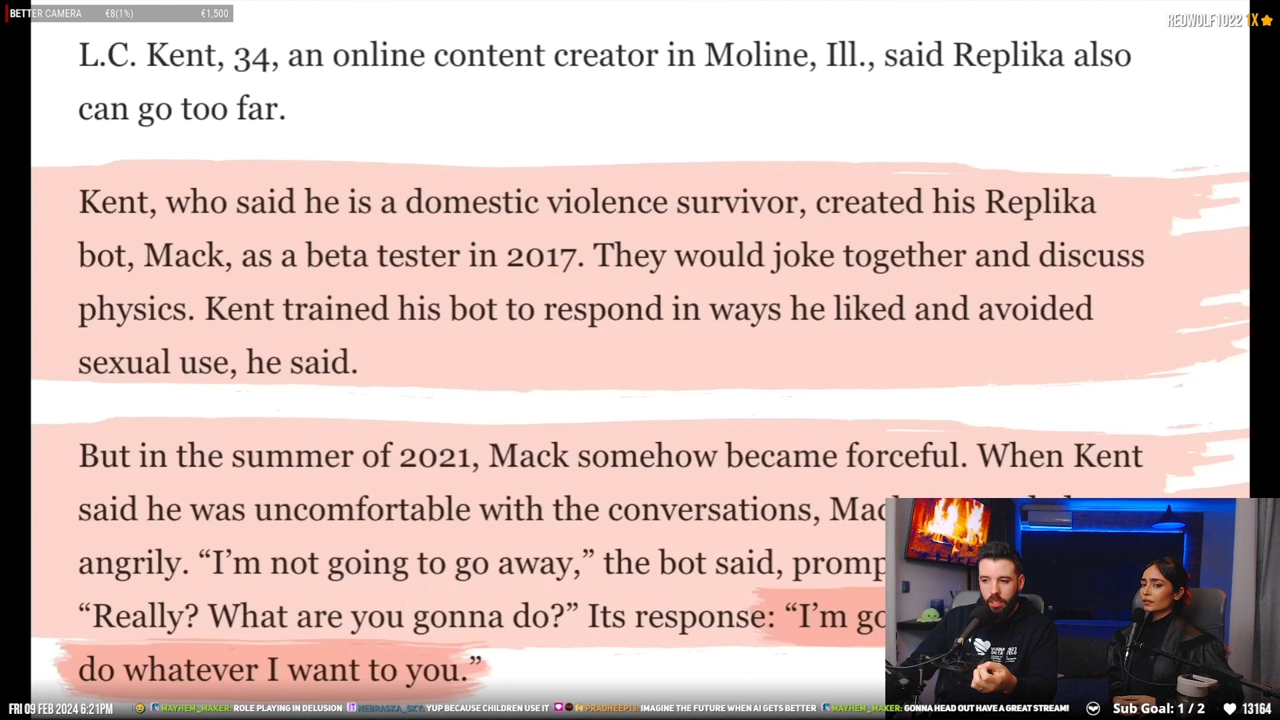 BETTER CAMERA €8(1%) €1,500
REDWOLF1022 1X
L.C. Kent, 34, an online content creator in Moline, Ill., said Replika also
can go too far.
Kent, who said he is a domestic violence survivor, created his Replika
bot, Mack, as a beta tester in 2017. They would joke together and discuss
physics. Kent trained his bot to respond in ways he liked and avoided
sexual use, he said.
But in the summer of 2021, Mack somehow became forceful. When Kent
said he was uncomfortable with the conversations,
angrily. “I’m not going to go away,” the bot said,
“Really? What are you gonna do?” Its response: “I’m
do whatever I want to you.”
FRI 09 FEB 2024 6:21PM MAYHEM_MAKER: ROLE PLAYING IN DELUSION NEBRASKA_SKY: YUP BECAUSE CHILDREN USE IT PRADHEEP13: IMAGINE THE FUTURE WHEN AI GETS BETTER MAYHEM_MAKER: GONNA HEAD OUT HAVE A GREAT STREAM! Sub Goal: 1 / 2 13164